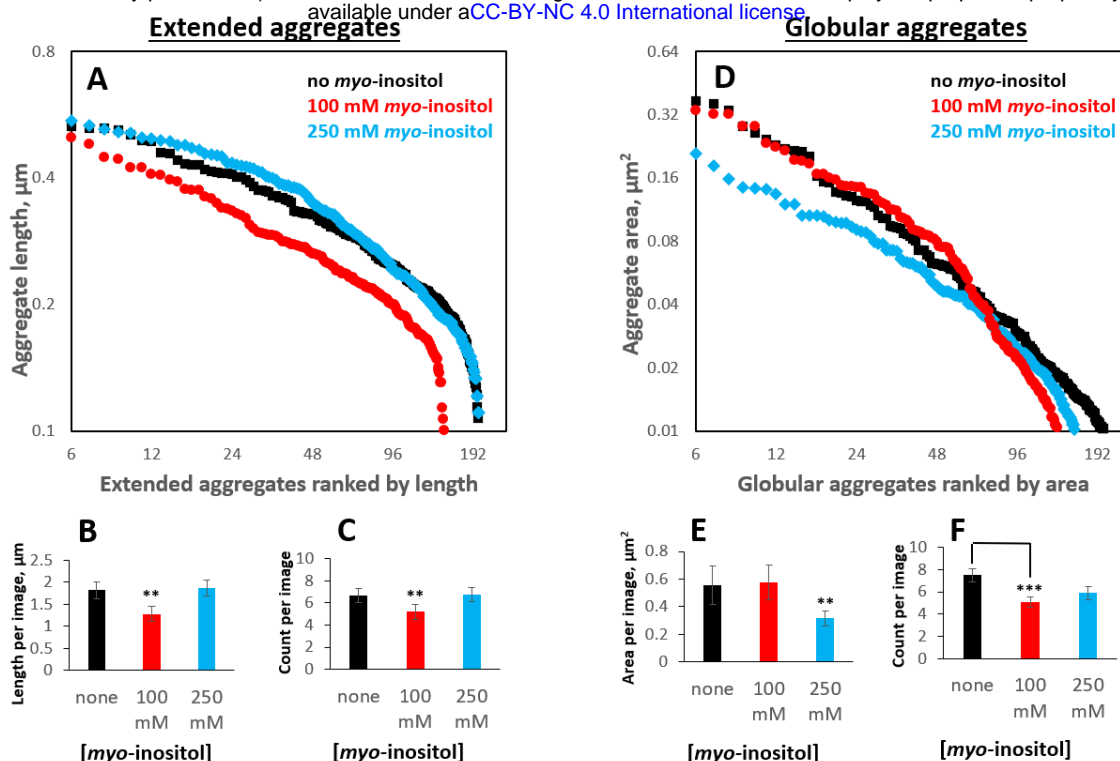 available under aCC-BY-NC 4.0 International license.
Extended aggregates
Globular aggregates
A
no myo-inositol
100 mM myo-inositol
250 mM myo-inositol
Aggregate length, µm
0.8
0.4
0.2
0.1
6 12 24 48 96 192
Extended aggregates ranked by length
D
no myo-inositol
100 mM myo-inositol
250 mM myo-inositol
Aggregate area, µm²
0.64
0.32
0.16
0.08
0.04
0.02
0.01
6 12 24 48 96 192
Globular aggregates ranked by area
B
Length per image, µm
2.5
2
1.5
1
0.5
0
**
none 100 250
mM mM
[myo-inositol]
C
Count per image
10
8
6
4
2
0
**
none 100 250
mM mM
[myo-inositol]
E
Area per image, µm²
0.8
0.6
0.4
0.2
0
**
none 100 250
mM mM
[myo-inositol]
F
Count per image
10
8
6
4
2
0
***
none 100 250
mM mM
[myo-inositol]